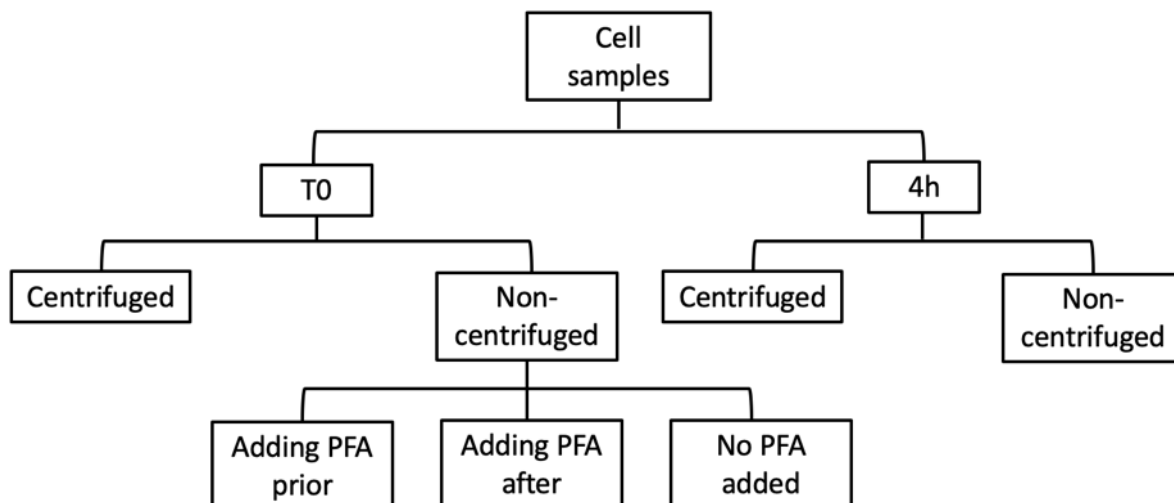 Cell
samples
T0
4h
Centrifuged
Non-
centrifuged
Centrifuged
Non-
centrifuged
Adding PFA
prior
Adding PFA
after
No PFA
added